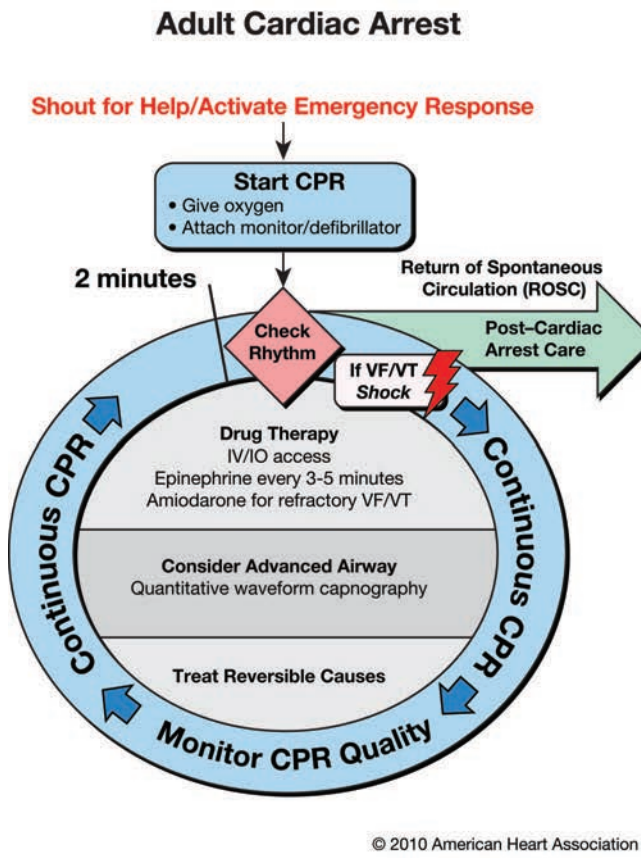 Adult Cardiac Arrest
Shout for Help/Activate Emergency Response
Start CPR
• Give oxygen
• Attach monitor/defibrillator
2 minutes
Return of Spontaneous
Circulation (ROSC)
Check
Rhythm
Post–Cardiac
Arrest Care
If VF/VT
Shock
Drug Therapy
IV/IO access
Epinephrine every 3-5 minutes
Amiodarone for refractory VF/VT
Consider Advanced Airway
Quantitative waveform capnography
Treat Reversible Causes
Continuous CPR
Monitor CPR Quality
Continuous CPR
© 2010 American Heart Association